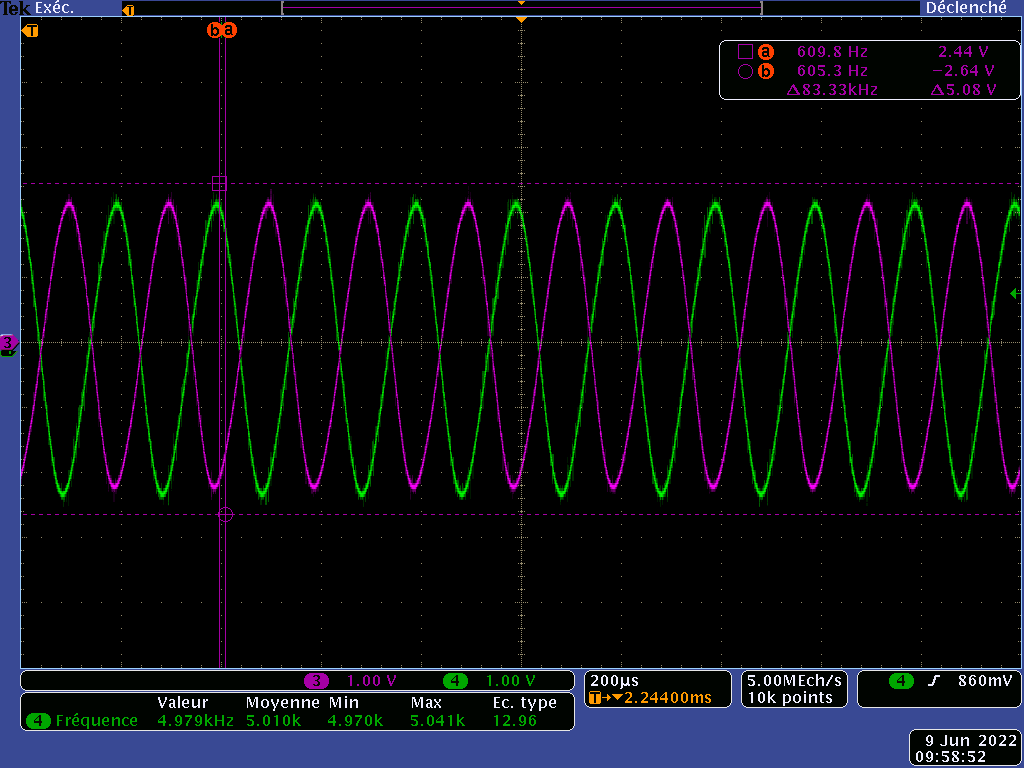 Tek Exéc. T Déclenché
T b a
a 609.8 Hz 2.44 V
b 605.3 Hz −2.64 V
Δ83.33kHz Δ5.08 V
3
3 1.00 V 4 1.00 V
200µs
T→▼2.24400ms
5.00MEch/s
10k points
4 860mV
Valeur Moyenne Min Max Ec. type
4 Fréquence 4.979kHz 5.010k 4.970k 5.041k 12.96
9 Jun 2022
09:58:52